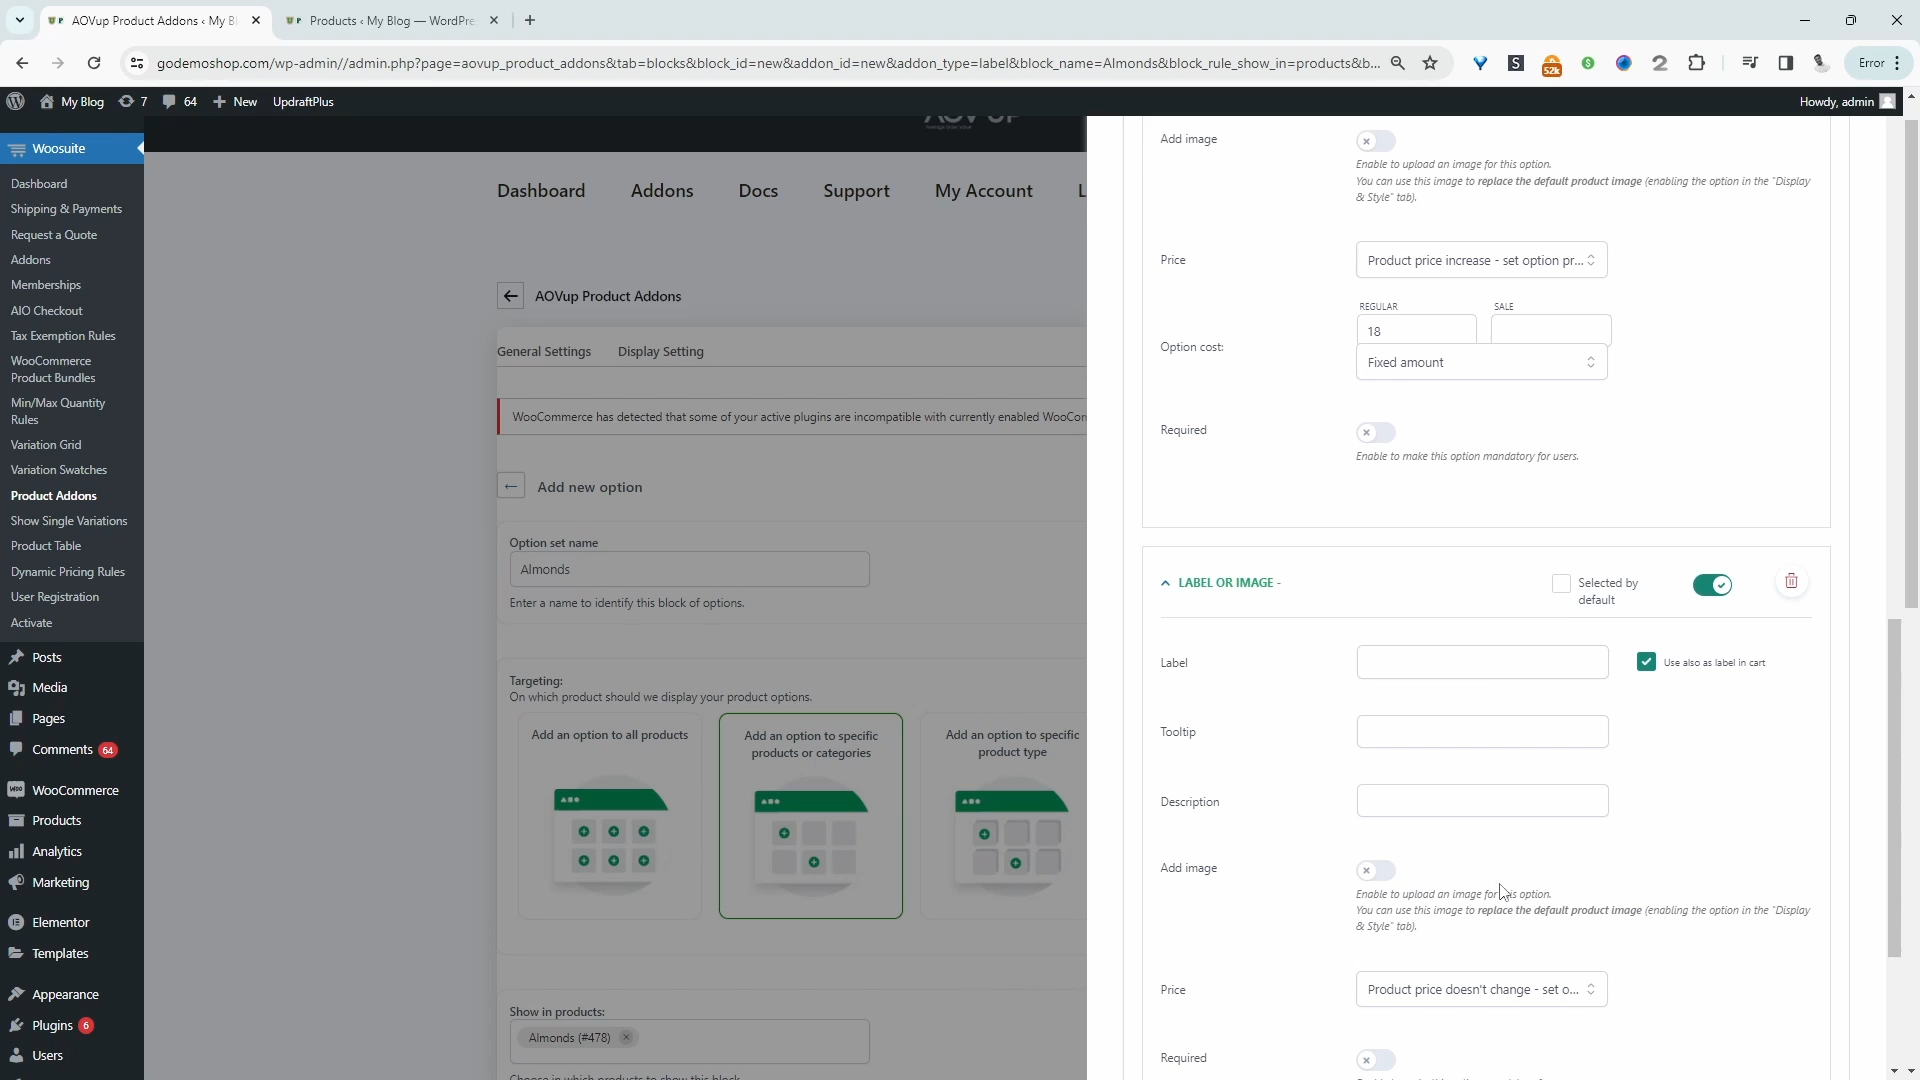 AOVup Product Addons ‹ My B
Products ‹ My Blog — WordPre
godemoshop.com/wp-admin//admin.php?page=aovup_product_addons&tab=blocks&block_id=new&addon_id=new&addon_type=label&block_name=Almonds&block_rule_show_in=products&b...
52k
Error
My Blog
7
64
New
UpdraftPlus
Howdy, admin
Woosuite
Dashboard
Shipping & Payments
Request a Quote
Addons
Memberships
AIO Checkout
Tax Exemption Rules
WooCommerce
Product Bundles
Min/Max Quantity
Rules
Variation Grid
Variation Swatches
Product Addons
Show Single Variations
Product Table
Dynamic Pricing Rules
User Registration
Activate
Posts
Media
Pages
Comments 64
WooCommerce
Products
Analytics
Marketing
Elementor
Templates
Appearance
Plugins 6
Users
Dashboard
Addons
Docs
Support
My Account
L
AOVup Product Addons
General Settings
Display Setting
WooCommerce has detected that some of your active plugins are incompatible with currently enabled WooCom
Add new option
Option set name
Almonds
Enter a name to identify this block of options.
Targeting:
On which product should we display your product options.
Add an option to all products
Add an option to specific
products or categories
Add an option to specific
product type
Show in products:
Almonds (#478) ×
Choose in which products to show this block
Add image
Enable to upload an image for this option.
You can use this image to replace the default product image (enabling the option in the "Display
& Style" tab).
Price
Product price increase - set option pr...
REGULAR
SALE
Option cost:
18
Fixed amount
Required
Enable to make this option mandatory for users.
LABEL OR IMAGE -
Selected by
default
Label
Use also as label in cart
Tooltip
Description
Add image
Enable to upload an image for this option.
You can use this image to replace the default product image (enabling the option in the "Display
& Style" tab).
Price
Product price doesn't change - set o...
Required